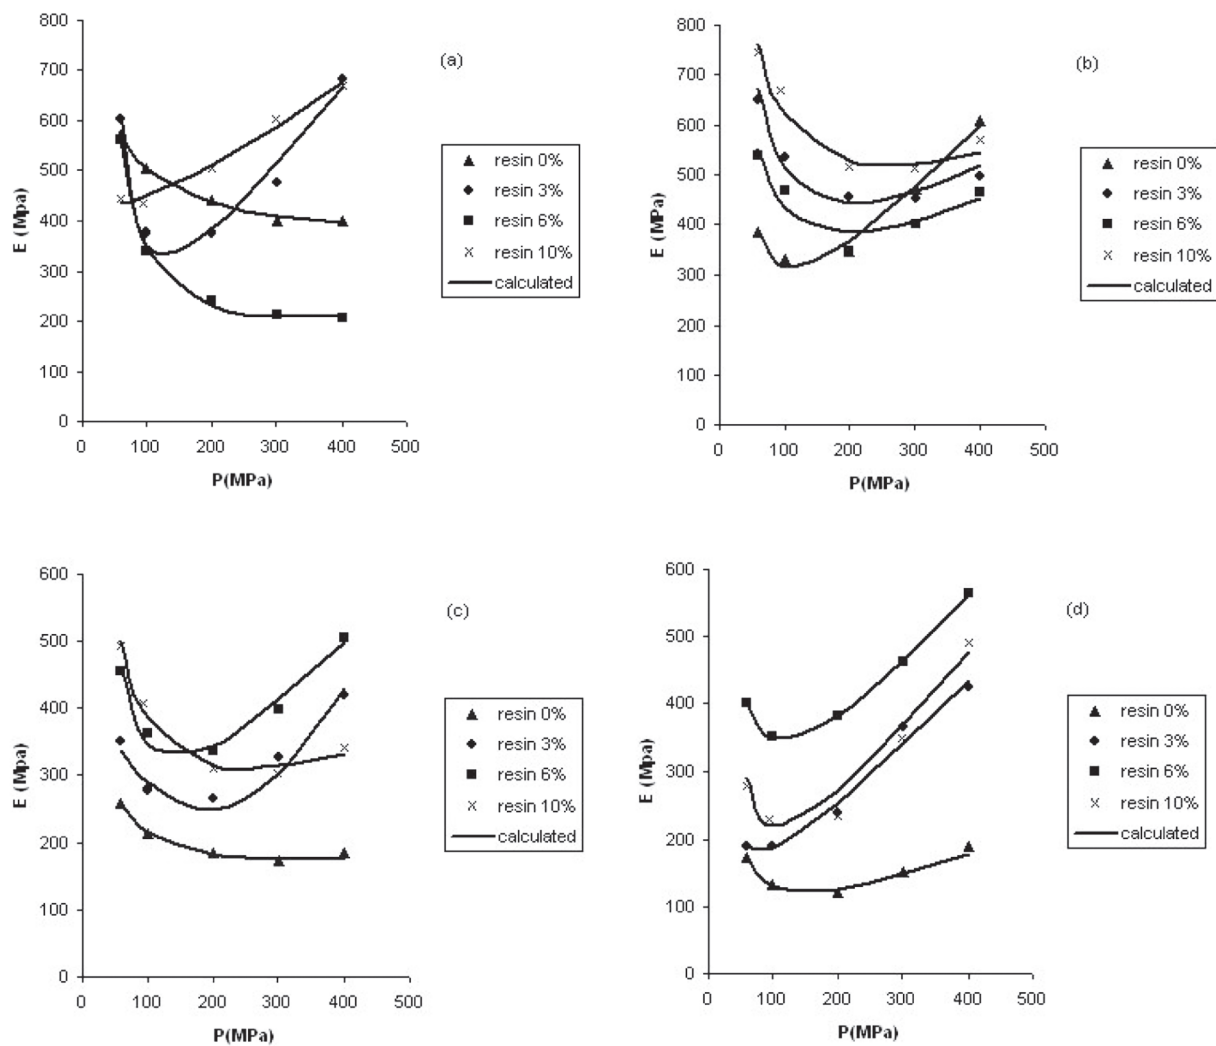 800
700
600
500
400
300
200
100
0
E (Mpa)
0 100 200 300 400 500
P(MPa)
(a)
resin 0%
resin 3%
resin 6%
resin 10%
calculated
800
700
600
500
400
300
200
100
0
E (Mpa)
0 100 200 300 400 500
P(MPa)
(b)
resin 0%
resin 3%
resin 6%
resin 10%
calculated
600
500
400
300
200
100
0
E (Mpa)
0 100 200 300 400 500
P(MPa)
(c)
resin 0%
resin 3%
resin 6%
resin 10%
calculated
600
500
400
300
200
100
0
E (Mpa)
0 100 200 300 400 500
P(MPa)
(d)
resin 0%
resin 3%
resin 6%
resin 10%
calculated